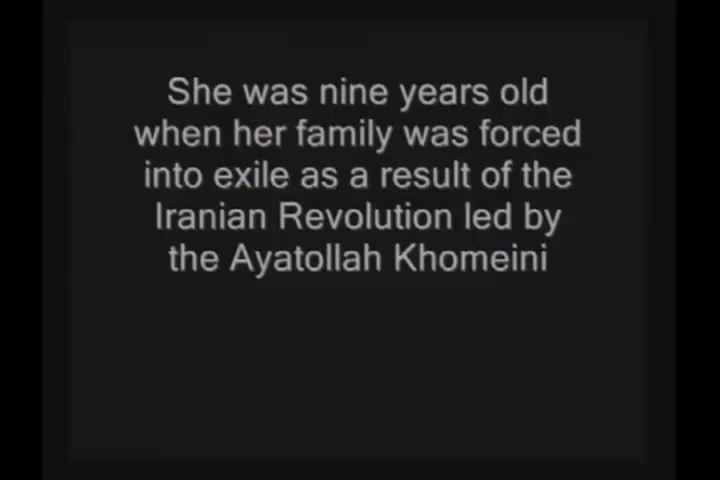 She was nine years old
when her family was forced
into exile as a result of the
Iranian Revolution led by
the Ayatollah Khomeini